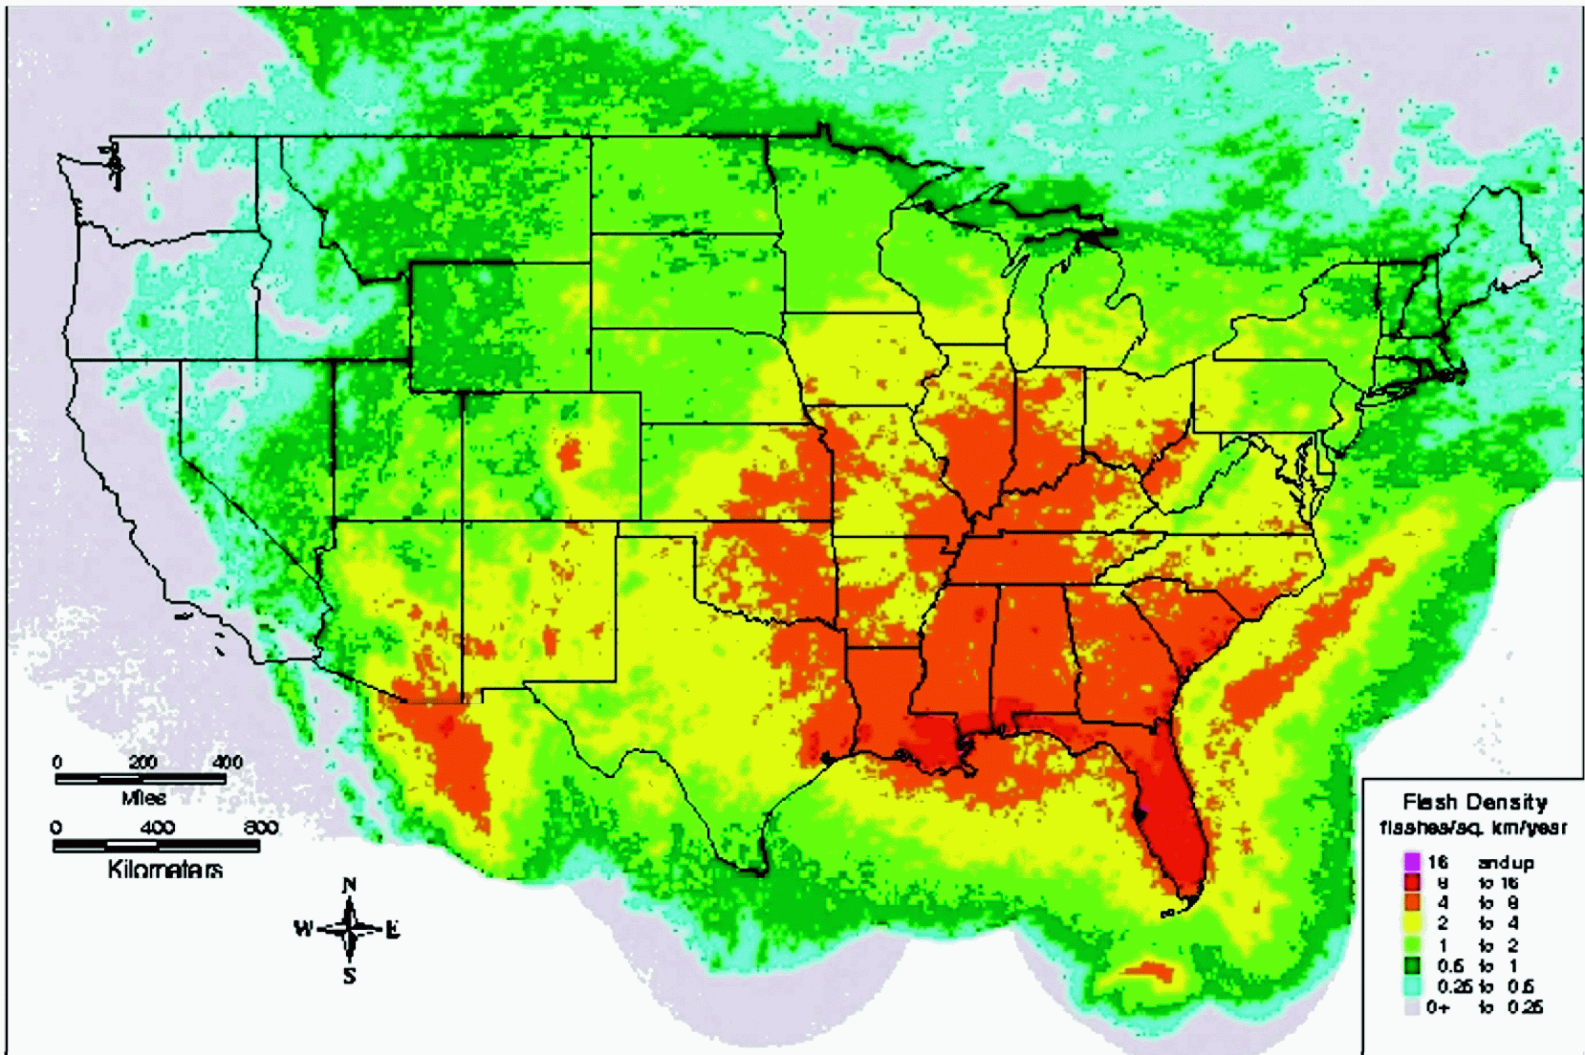 0 200 400
Miles
0 400 800
Kilometers
N
W E
S
Flash Density
flashes/sq. km/year
16 and up
8 to 16
4 to 8
2 to 4
1 to 2
0.5 to 1
0.25 to 0.5
0+ to 0.25